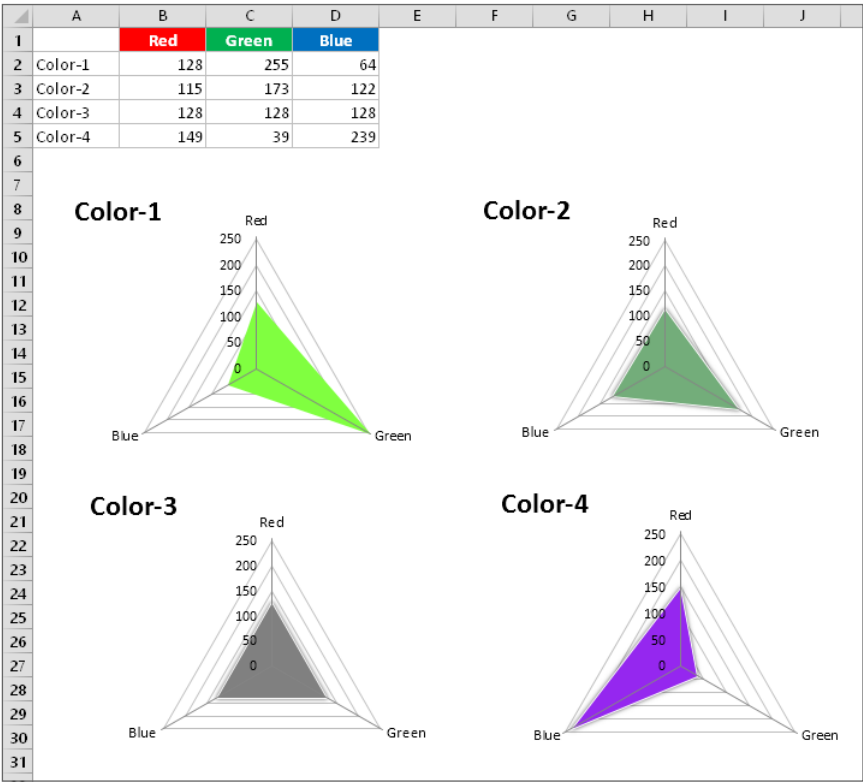 A B C D E F G H I J
1 Red Green Blue
2 Color-1 128 255 64
3 Color-2 115 173 122
4 Color-3 128 128 128
5 Color-4 149 39 239
6
7
8
9
10
11
12
13
14
15
16
17
18
19
20
21
22
23
24
25
26
27
28
29
30
31
Color-1
Red
250
200
150
100
50
0
Blue Green
Color-2
Red
250
200
150
100
50
0
Blue Green
Color-3
Red
250
200
150
100
50
0
Blue Green
Color-4
Red
250
200
150
100
50
0
Blue Green